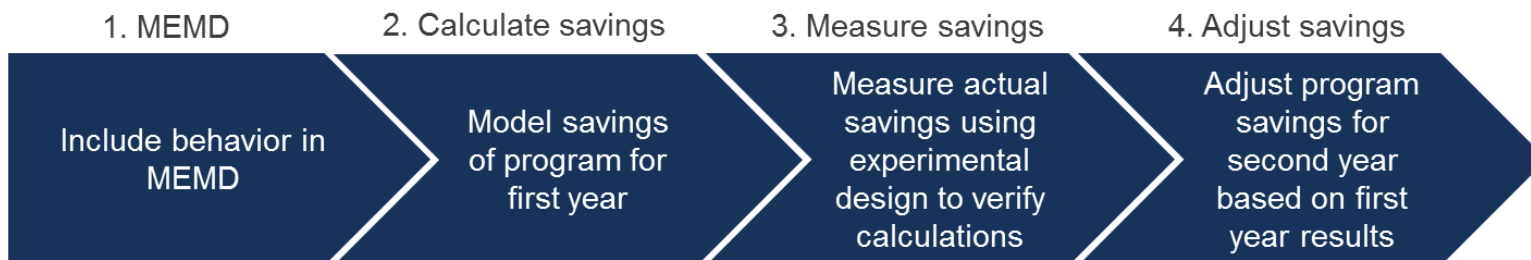 1. MEMD
2. Calculate savings
3. Measure savings
4. Adjust savings
Include behavior in
MEMD
Model savings
of program for
first year
Measure actual
savings using
experimental
design to verify
calculations
Adjust program
savings for
second year
based on first
year results